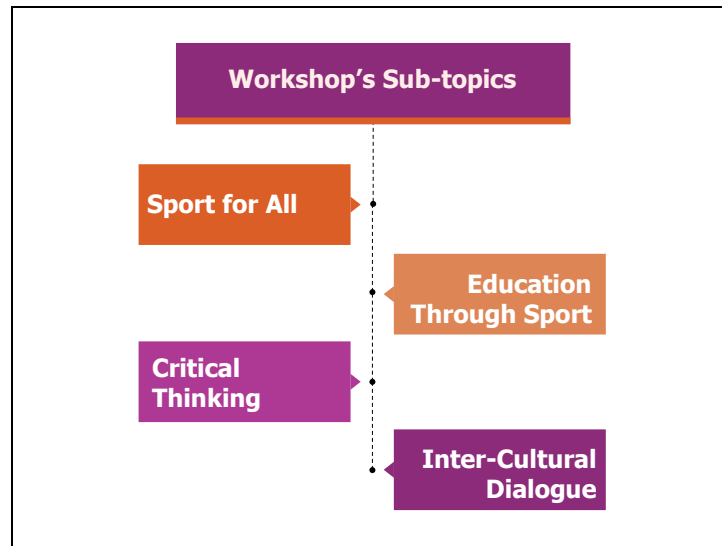 Workshop’s Sub-topics
Sport for All
Education
Through Sport
Critical
Thinking
Inter-Cultural
Dialogue